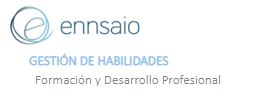 ennsaio
GESTIÓN DE HABILIDADES
Formación y Desarrollo Profesional